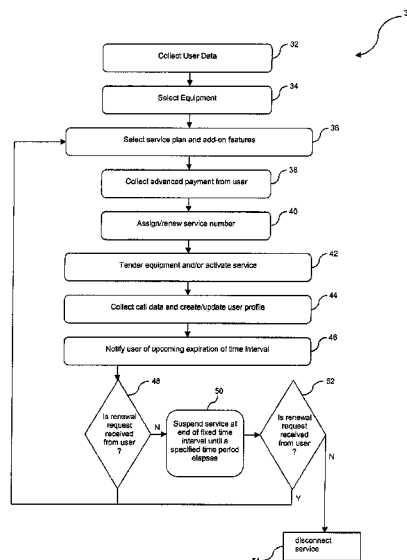 3
32
Collect User Data
34
Select Equipment
36
Select service plan and add-on features
38
Collect advanced payment from user
40
Assign/renew service number
42
Tender equipment and/or activate service
44
Collect call data and create/update user profile
46
Notify user of upcoming expiration of time interval
48
Is renewal
request
received
from user
?
N
50
Suspend service at
end of fixed time
interval until a
specified time period
elapses
52
Is renewal
request
received
from user
?
N
Y
disconnect
service